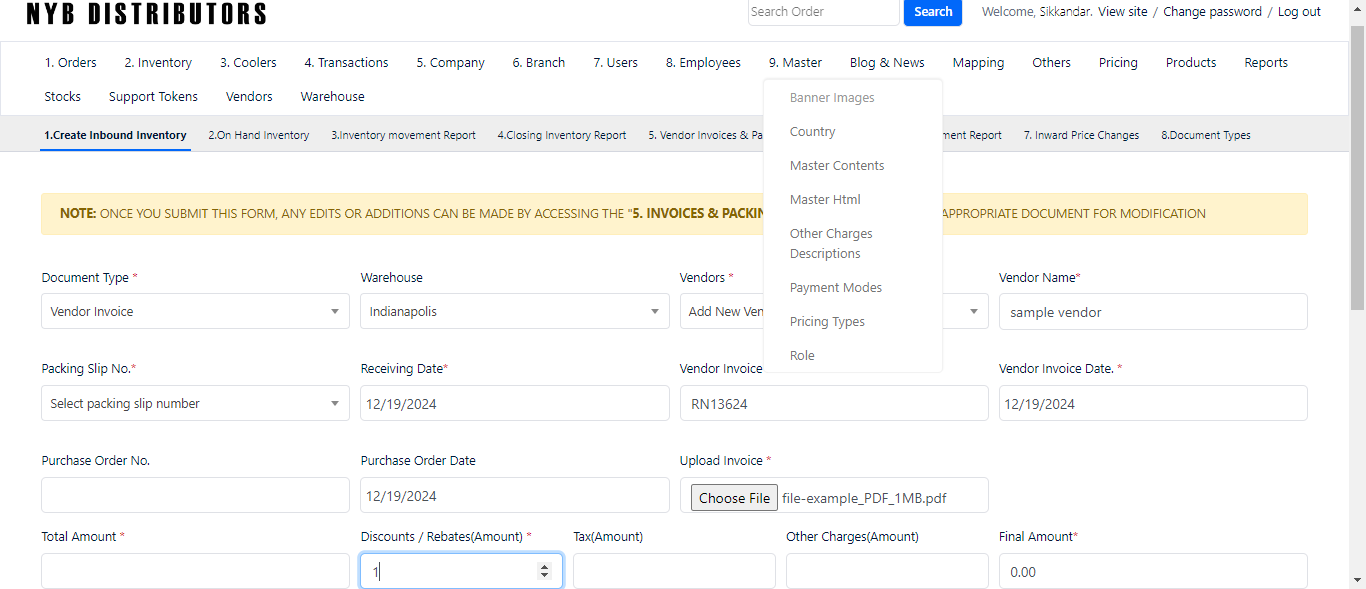 NYB DISTRIBUTORS
Search Order Search Welcome, Sikkandar. View site / Change password / Log out
1. Orders 2. Inventory 3. Coolers 4. Transactions 5. Company 6. Branch 7. Users 8. Employees 9. Master Blog & News Mapping Others Pricing Products Reports
Stocks Support Tokens Vendors Warehouse
Banner Images
Country
Master Contents
Master Html
Other Charges
Descriptions
Payment Modes
Pricing Types
Role
1.Create Inbound Inventory 2.On Hand Inventory 3.Inventory movement Report 4.Closing Inventory Report 5. Vendor Invoices & Pa ment Report 7. Inward Price Changes 8.Document Types
NOTE: ONCE YOU SUBMIT THIS FORM, ANY EDITS OR ADDITIONS CAN BE MADE BY ACCESSING THE "5. INVOICES & PACKIN APPROPRIATE DOCUMENT FOR MODIFICATION
Document Type * Warehouse Vendors * Vendor Name*
Vendor Invoice Indianapolis Add New Ven sample vendor
Packing Slip No.* Receiving Date* Vendor Invoice Vendor Invoice Date. *
Select packing slip number 12/19/2024 RN13624 12/19/2024
Purchase Order No. Purchase Order Date Upload Invoice *
12/19/2024 Choose File file-example_PDF_1MB.pdf
Total Amount * Discounts / Rebates(Amount) * Tax(Amount) Other Charges(Amount) Final Amount*
1 0.00